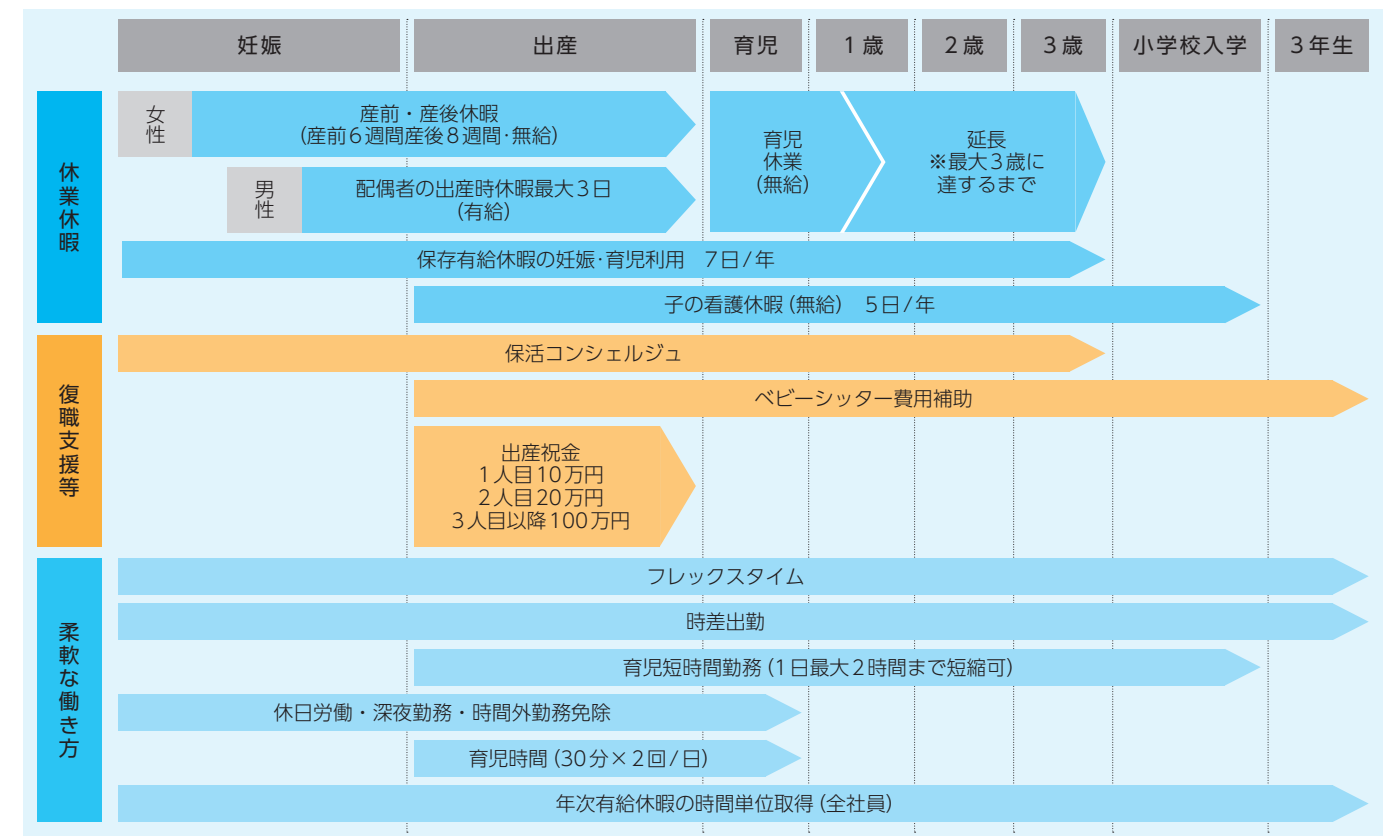 妊娠
出産
育児
1歳
2歳
3歳
小学校入学
3年生
休業休暇
女性
産前・産後休暇
(産前6週間産後8週間・無給)
男性
配偶者の出産時休暇最大3日
(有給)
育児
休業
(無給)
延長
※最大3歳に
達するまで
保存有給休暇の妊娠・育児利用 7日/年
子の看護休暇(無給) 5日/年
復職支援等
保活コンシェルジュ
ベビーシッター費用補助
出産祝金
1人目10万円
2人目20万円
3人目以降100万円
柔軟な働き方
フレックスタイム
時差出勤
育児短時間勤務(1日最大2時間まで短縮可)
休日労働・深夜勤務・時間外勤務免除
育児時間(30分×2回/日)
年次有給休暇の時間単位取得(全社員)